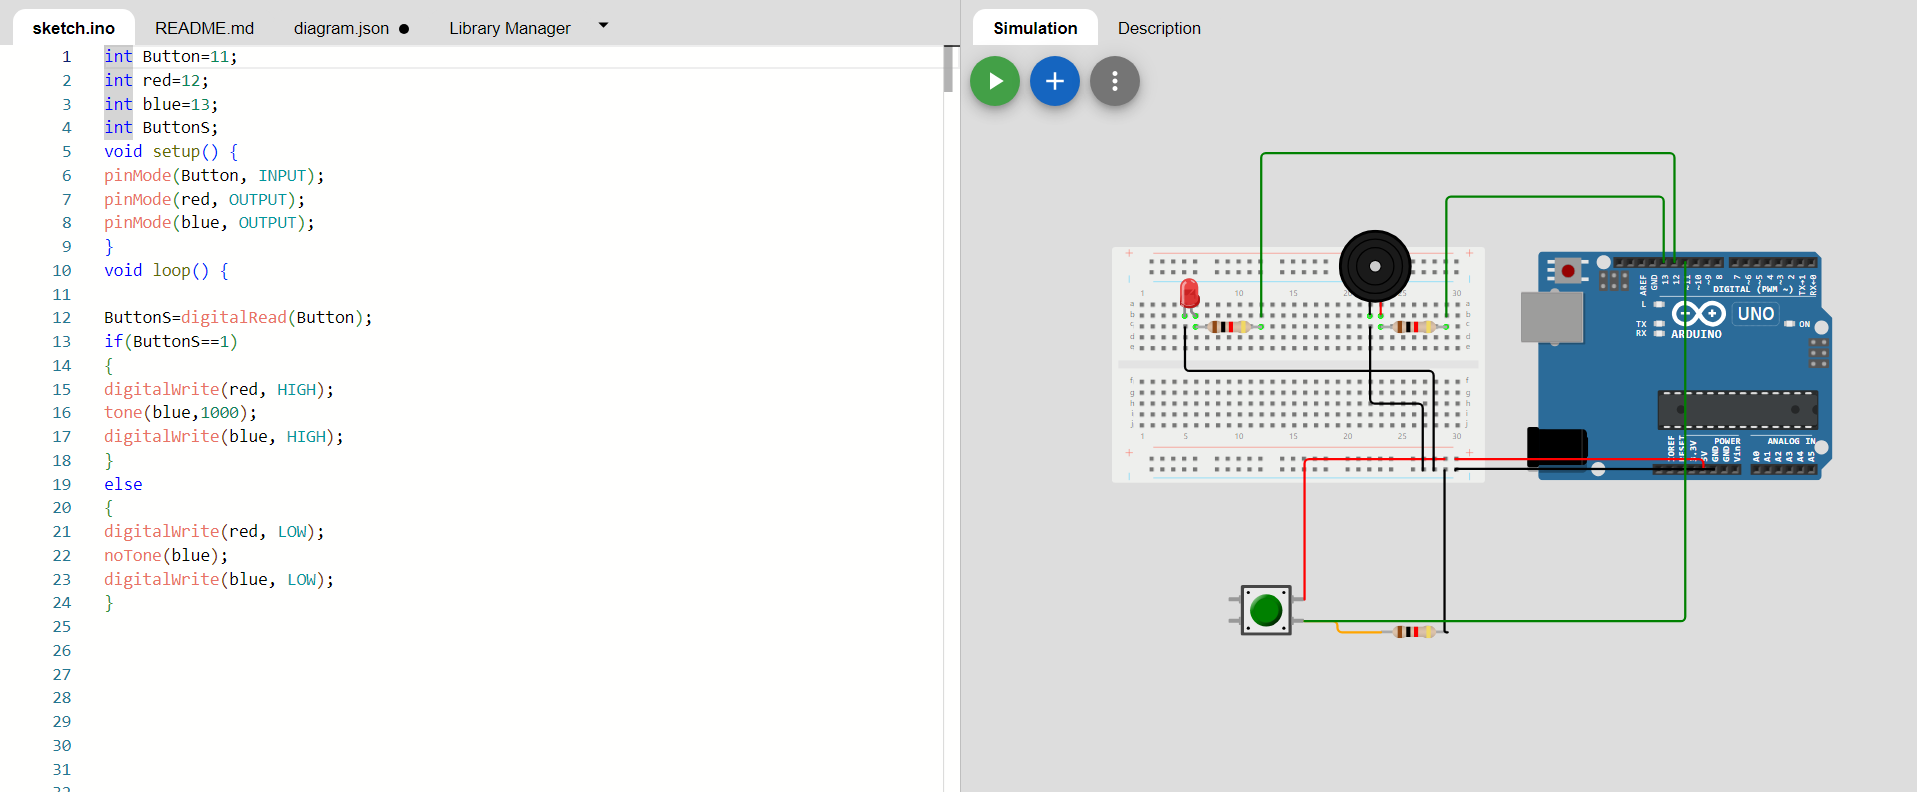 sketch.ino README.md diagram.json Library Manager
1 int Button=11;
2 int red=12;
3 int blue=13;
4 int ButtonS;
5 void setup() {
6 pinMode(Button, INPUT);
7 pinMode(red, OUTPUT);
8 pinMode(blue, OUTPUT);
9 }
10 void loop() {
11
12 ButtonS=digitalRead(Button);
13 if(ButtonS==1)
14 {
15 digitalWrite(red, HIGH);
16 tone(blue,1000);
17 digitalWrite(blue, HIGH);
18 }
19 else
20 {
21 digitalWrite(red, LOW);
22 noTone(blue);
23 digitalWrite(blue, LOW);
24 }
25
26
27
28
29
30
31
Simulation Description
1 10 15 20 25 30
a
b
c
d
e
f
g
h
i
j
1 5 10 15 20 25 30
AREF GND 13 12 ~11 ~10 ~9 8 7 ~6 ~5 4 ~3 2 TX→1 RX←0
DIGITAL (PWM ~)
L
TX
RX
UNO
ON
ARDUINO
IOREF RESET 3.3V 5V GND GND Vin
POWER
ANALOG IN
A0 A1 A2 A3 A4 A5